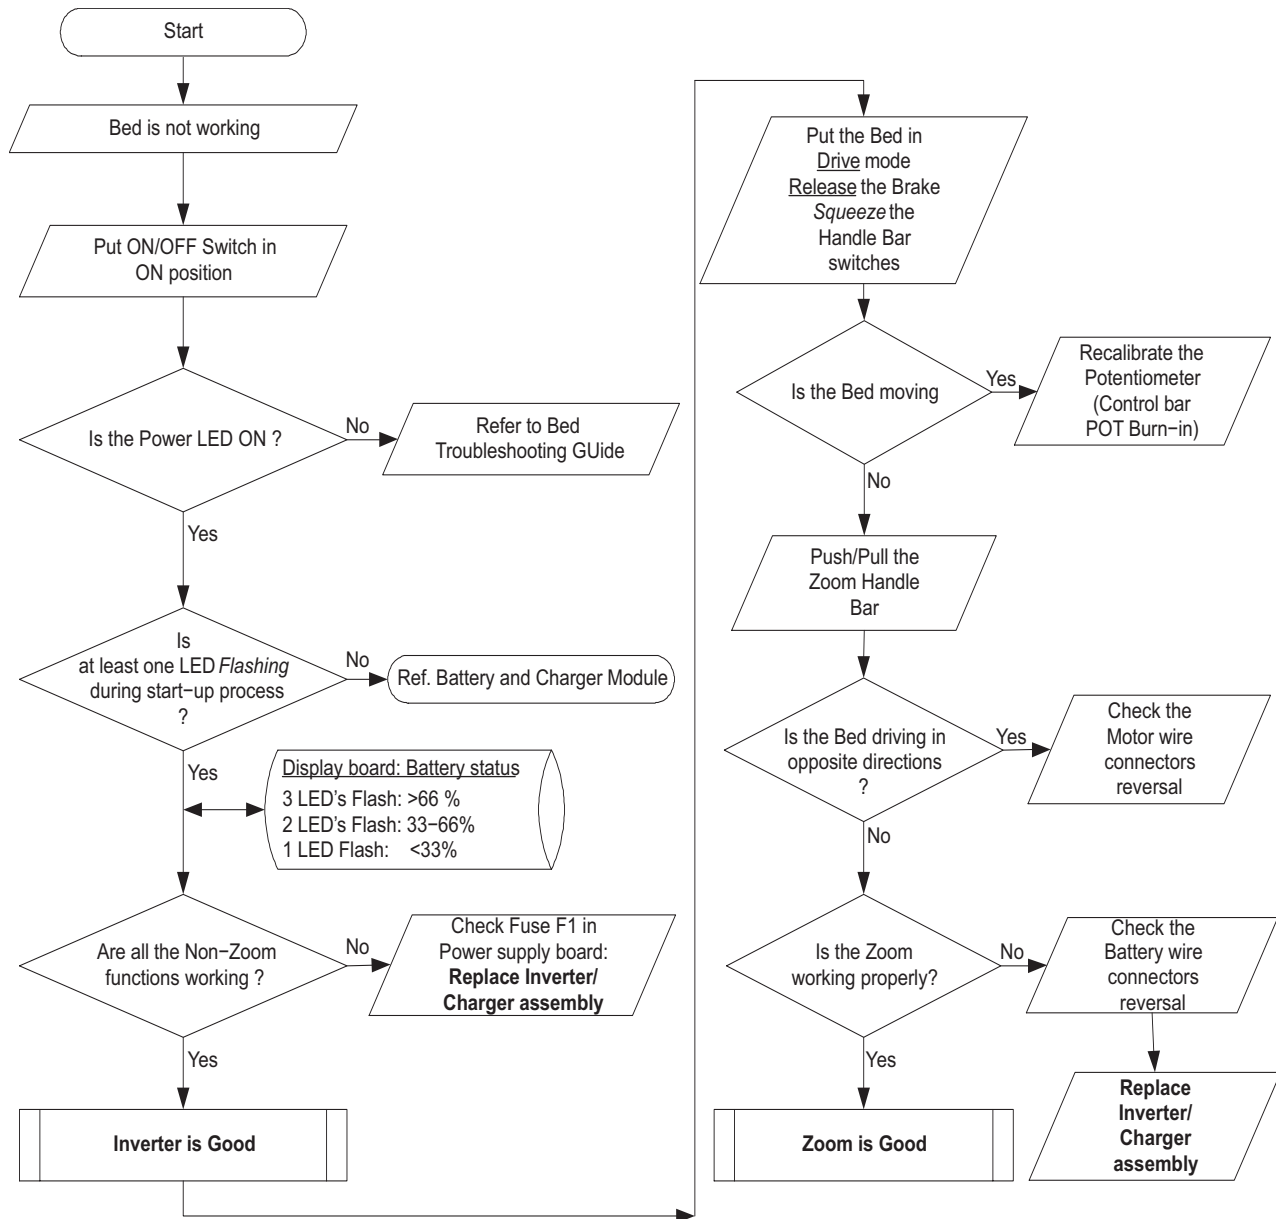 Start
Bed is not working
Put ON/OFF Switch in
ON position
Is the Power LED ON ?
No
Refer to Bed
Troubleshooting GUide
Yes
Is
at least one LED Flashing
during start-up process
?
No
Ref. Battery and Charger Module
Yes
Display board: Battery status
3 LED's Flash: >66 %
2 LED's Flash: 33-66%
1 LED Flash: <33%
Are all the Non-Zoom
functions working ?
No
Check Fuse F1 in
Power supply board:
Replace Inverter/
Charger assembly
Yes
Inverter is Good
Put the Bed in
Drive mode
Release the Brake
Squeeze the
Handle Bar
switches
Is the Bed moving
Yes
Recalibrate the
Potentiometer
(Control bar
POT Burn-in)
No
Push/Pull the
Zoom Handle
Bar
Is the Bed driving in
opposite directions
?
Yes
Check the
Motor wire
connectors
reversal
No
Is the Zoom
working properly?
No
Check the
Battery wire
connectors
reversal
Yes
Replace
Inverter/
Charger
assembly
Zoom is Good